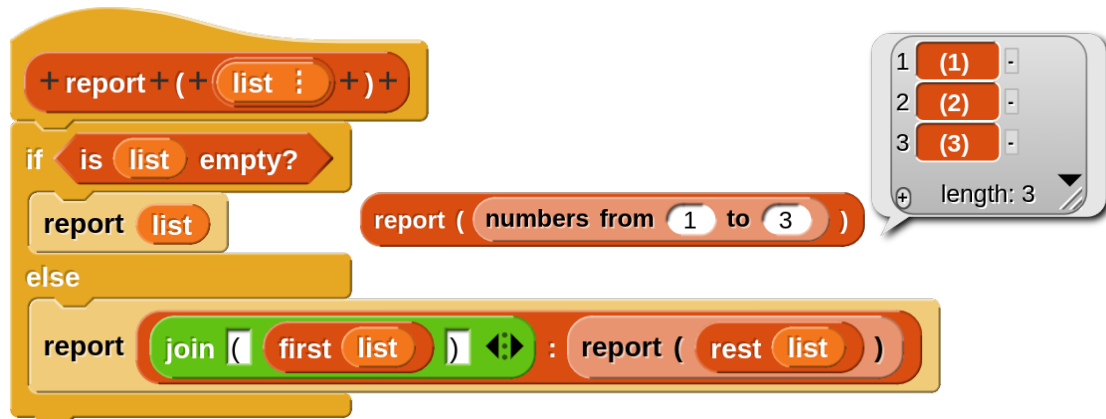 + report + ( + list ⋮ + ) +
if is list empty?
report list
else
report join ( first list ) : report ( rest list )
report ( numbers from 1 to 3 )
1 (1) -
2 (2) -
3 (3) -
+ length: 3